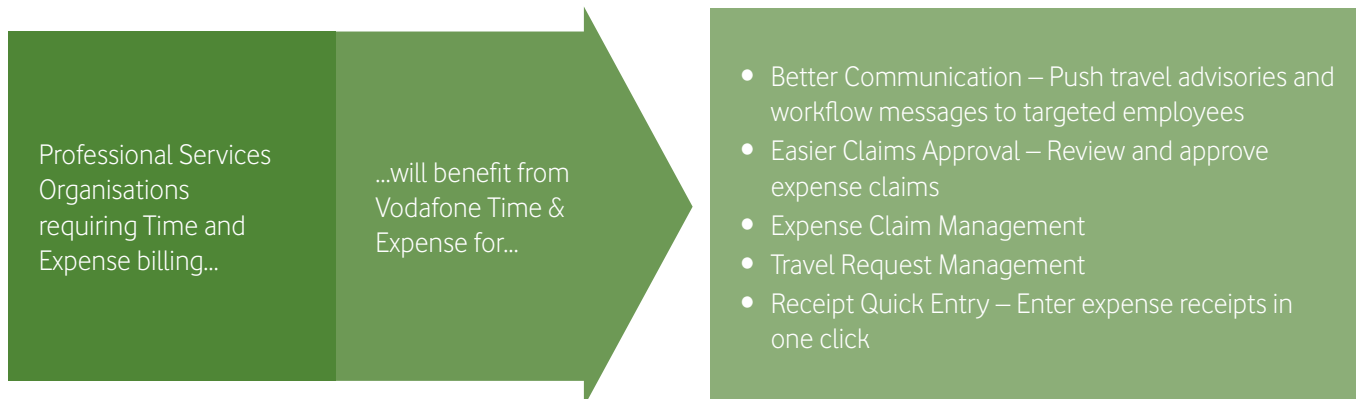 Professional Services
Organisations
requiring Time and
Expense billing...
...will benefit from
Vodafone Time &
Expense for...
• Better Communication – Push travel advisories and
workflow messages to targeted employees
• Easier Claims Approval – Review and approve
expense claims
• Expense Claim Management
• Travel Request Management
• Receipt Quick Entry – Enter expense receipts in
one click